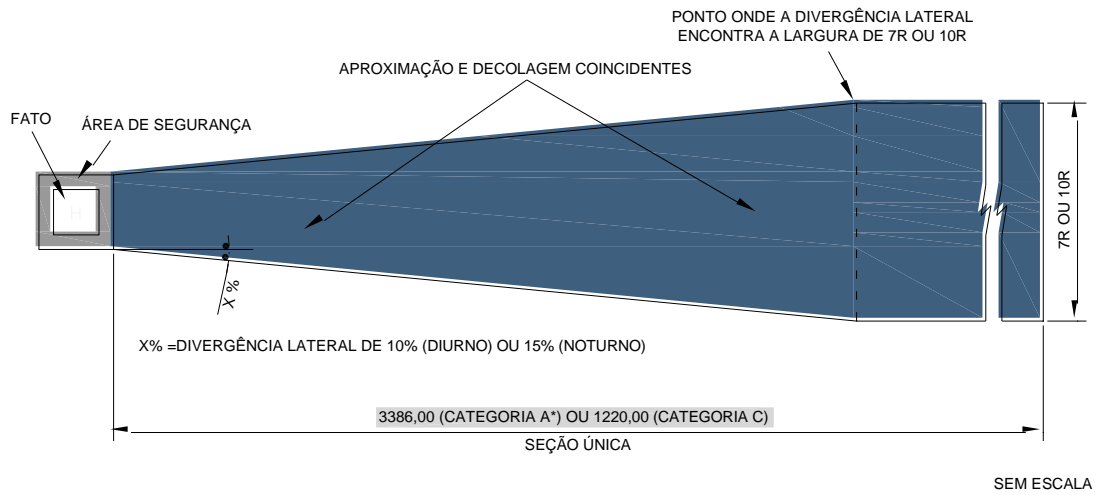 PONTO ONDE A DIVERGÊNCIA LATERAL
ENCONTRA A LARGURA DE 7R OU 10R
APROXIMAÇÃO E DECOLAGEM COINCIDENTES
FATO
ÁREA DE SEGURANÇA
H
7R OU 10R
X %
X% =DIVERGÊNCIA LATERAL DE 10% (DIURNO) OU 15% (NOTURNO)
3386,00 (CATEGORIA A*) OU 1220,00 (CATEGORIA C)
SEÇÃO ÚNICA
SEM ESCALA